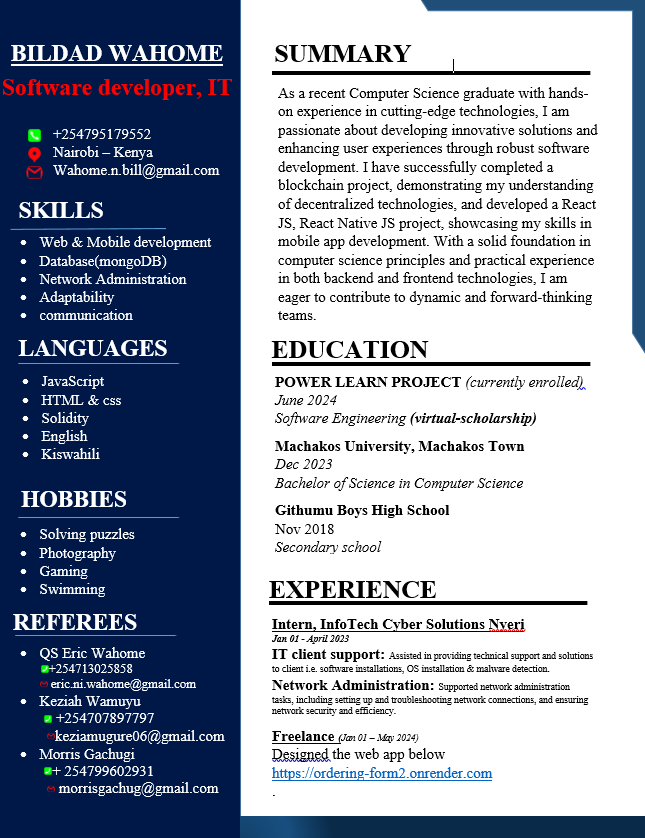 BILDAD WAHOME
Software developer, IT
+254795179552
Nairobi – Kenya
Wahome.n.bill@gmail.com
SKILLS
• Web & Mobile development
• Database(mongoDB)
• Network Administration
• Adaptability
• communication
LANGUAGES
• JavaScript
• HTML & css
• Solidity
• English
• Kiswahili
HOBBIES
• Solving puzzles
• Photography
• Gaming
• Swimming
REFEREES
• QS Eric Wahome
+254713025858
eric.ni.wahome@gmail.com
• Keziah Wamuyu
+254707897797
keziamugure06@gmail.com
• Morris Gachugi
+ 254799602931
morrisgachug@gmail.com
SUMMARY
As a recent Computer Science graduate with hands-
on experience in cutting-edge technologies, I am
passionate about developing innovative solutions and
enhancing user experiences through robust software
development. I have successfully completed a
blockchain project, demonstrating my understanding
of decentralized technologies, and developed a React
JS, React Native JS project, showcasing my skills in
mobile app development. With a solid foundation in
computer science principles and practical experience
in both backend and frontend technologies, I am
eager to contribute to dynamic and forward-thinking
teams.
EDUCATION
POWER LEARN PROJECT (currently enrolled)
June 2024
Software Engineering (virtual-scholarship)
Machakos University, Machakos Town
Dec 2023
Bachelor of Science in Computer Science
Githumu Boys High School
Nov 2018
Secondary school
EXPERIENCE
Intern, InfoTech Cyber Solutions Nyeri
Jan 01 - April 2023
IT client support: Assisted in providing technical support and solutions
to client i.e. software installations, OS installation & malware detection.
Network Administration: Supported network administration
tasks, including setting up and troubleshooting network connections, and ensuring
network security and efficiency.
Freelance (Jan 01 – May 2024)
Designed the web app below
https://ordering-form2.onrender.com
.